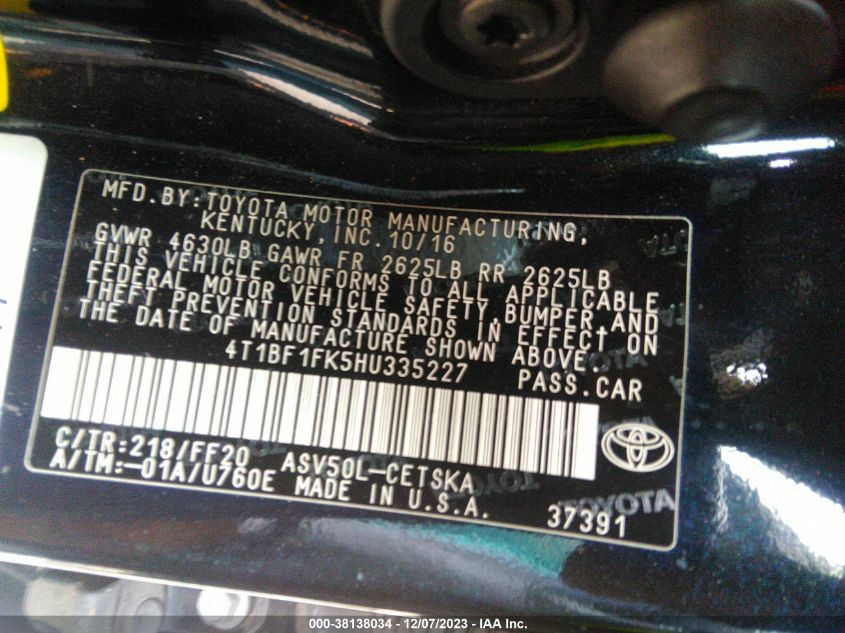 MFD.BY:TOYOTA MOTOR MANUFACTURING,
KENTUCKY, INC. 10/16
GVWR 4630LB GAWR FR 2625LB RR 2625LB
THIS VEHICLE CONFORMS TO ALL APPLICABLE
FEDERAL MOTOR VEHICLE SAFETY, BUMPER, AND
THEFT PREVENTION STANDARDS IN EFFECT ON
THE DATE OF MANUFACTURE SHOWN ABOVE.
4T1BF1FK5HU335227 PASS.CAR
C/TR:218/FF20 ASV50L-CETSKA
A/TM:-01A/U760E MADE IN U.S.A.
37391
TOYOTA
000-38138034 - 12/07/2023 - IAA Inc.